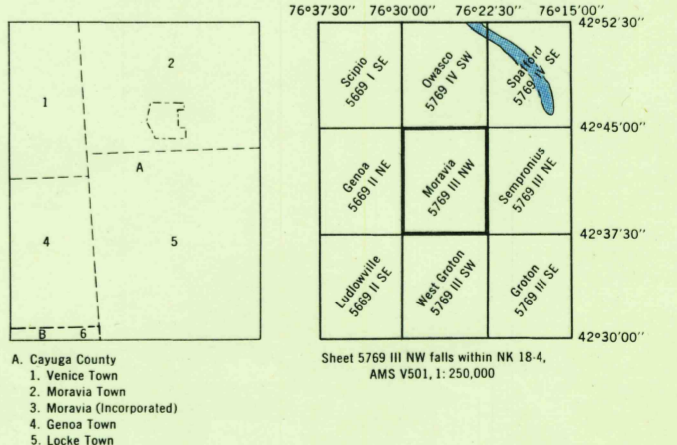 76°37'30" 76°30'00" 76°22'30" 76°15'00"
42°52'30"
1
2
A
4
5
B 6
Scipio
5669 I SE
Owasco
5769 IV SW
Spafford
5769 IV SE
42°45'00"
Genoa
5669 II NE
Moravia
5769 III NW
Sempronius
5769 III NE
42°37'30"
Ludlowville
5669 II SE
West Groton
5769 III SW
Groton
5769 III SE
42°30'00"
A. Cayuga County
1. Venice Town
2. Moravia Town
3. Moravia (Incorporated)
4. Genoa Town
5. Locke Town
Sheet 5769 III NW falls within NK 18-4,
AMS V501, 1: 250,000